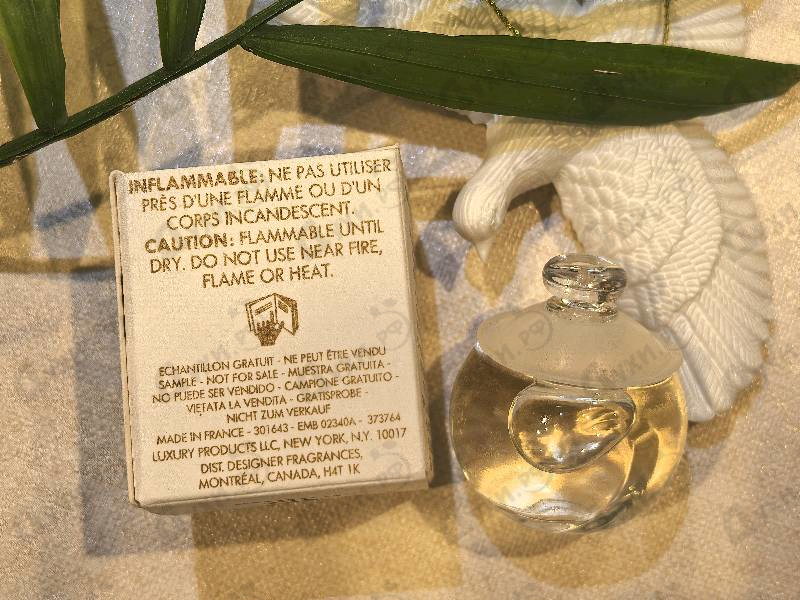 INFLAMMABLE: NE PAS UTILISER
PRÈS D'UNE FLAMME OU D'UN
CORPS INCANDESCENT.
CAUTION: FLAMMABLE UNTIL
DRY. DO NOT USE NEAR FIRE,
FLAME OR HEAT.
ECHANTILLON GRATUIT - NE PEUT ÊTRE VENDU
SAMPLE - NOT FOR SALE - MUESTRA GRATUITA -
NO PUEDE SER VENDIDO - CAMPIONE GRATUITO -
VIETATA LA VENDITA - GRATISPROBE -
NICHT ZUM VERKAUF
MADE IN FRANCE - 301643 - EMB 02340A - 373764
LUXURY PRODUCTS LLC, NEW YORK, N.Y. 10017
DIST. DESIGNER FRAGRANCES,
MONTRÉAL, CANADA, H4T 1K